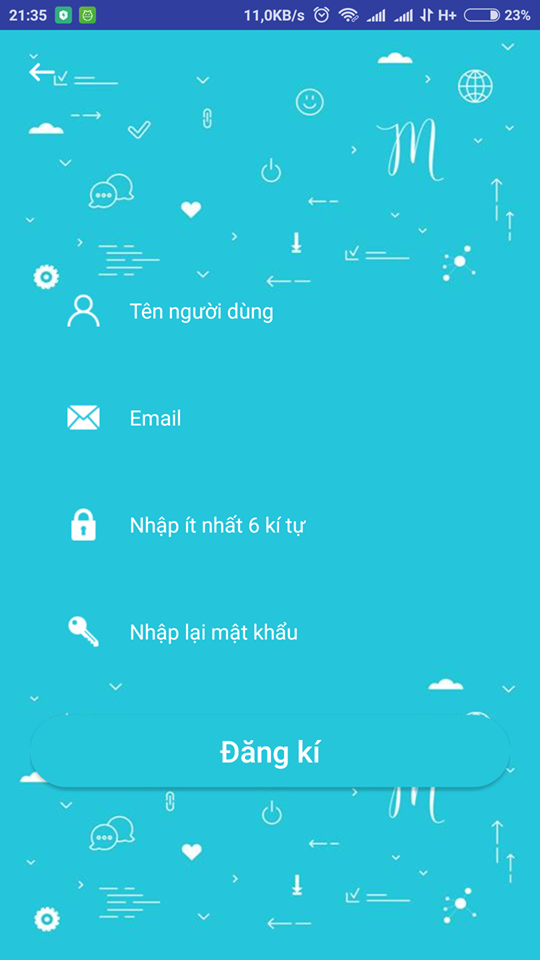 21:35 11,0KB/s H+ 23%
M
Tên người dùng
Email
Nhập ít nhất 6 kí tự
Nhập lại mật khẩu
Đăng kí
M